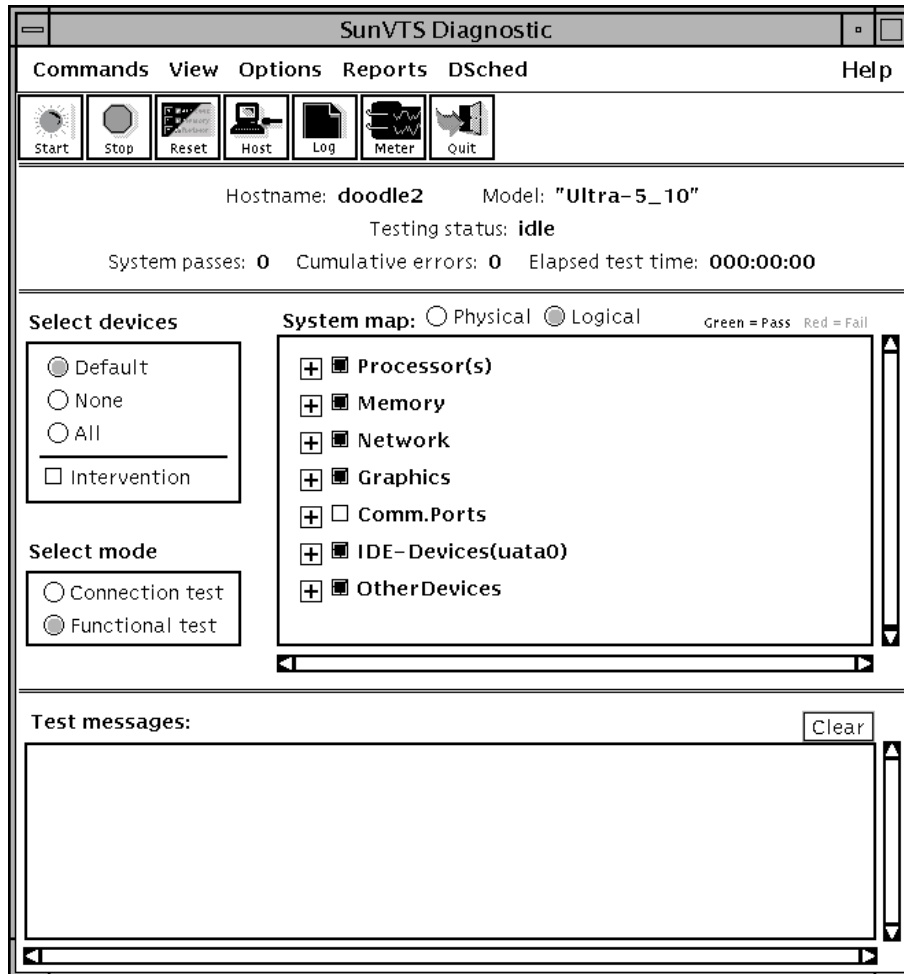 SunVTS Diagnostic
Commands View Options Reports DSched Help
Start Stop Reset Host Log Meter Quit
Hostname: doodle2 Model: "Ultra-5_10"
Testing status: idle
System passes: 0 Cumulative errors: 0 Elapsed test time: 000:00:00
Select devices
Default
None
All
Intervention
Select mode
Connection test
Functional test
System map: Physical Logical Green = Pass Red = Fail
Processor(s)
Memory
Network
Graphics
Comm.Ports
IDE-Devices(uata0)
OtherDevices
Test messages:
Clear